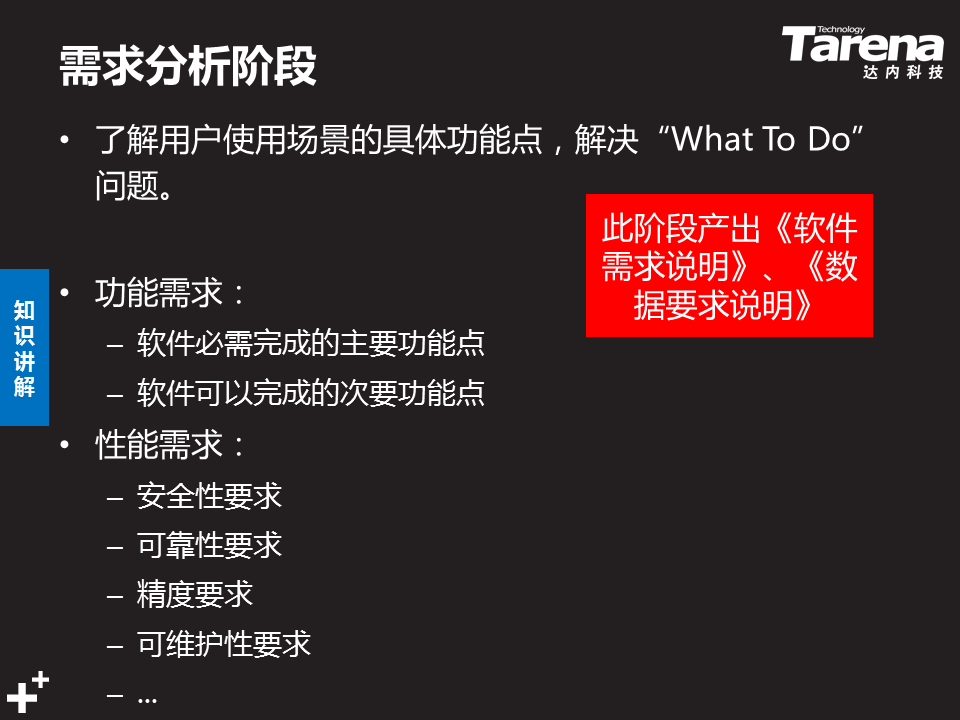 需求分析阶段
Technology
Tarena
达内科技
• 了解用户使用场景的具体功能点，解决“What To Do”
问题。
此阶段产出《软件
需求说明》、《数
据要求说明》
知
识
讲
解
• 功能需求：
– 软件必需完成的主要功能点
– 软件可以完成的次要功能点
• 性能需求：
– 安全性要求
– 可靠性要求
– 精度要求
– 可维护性要求
– ...